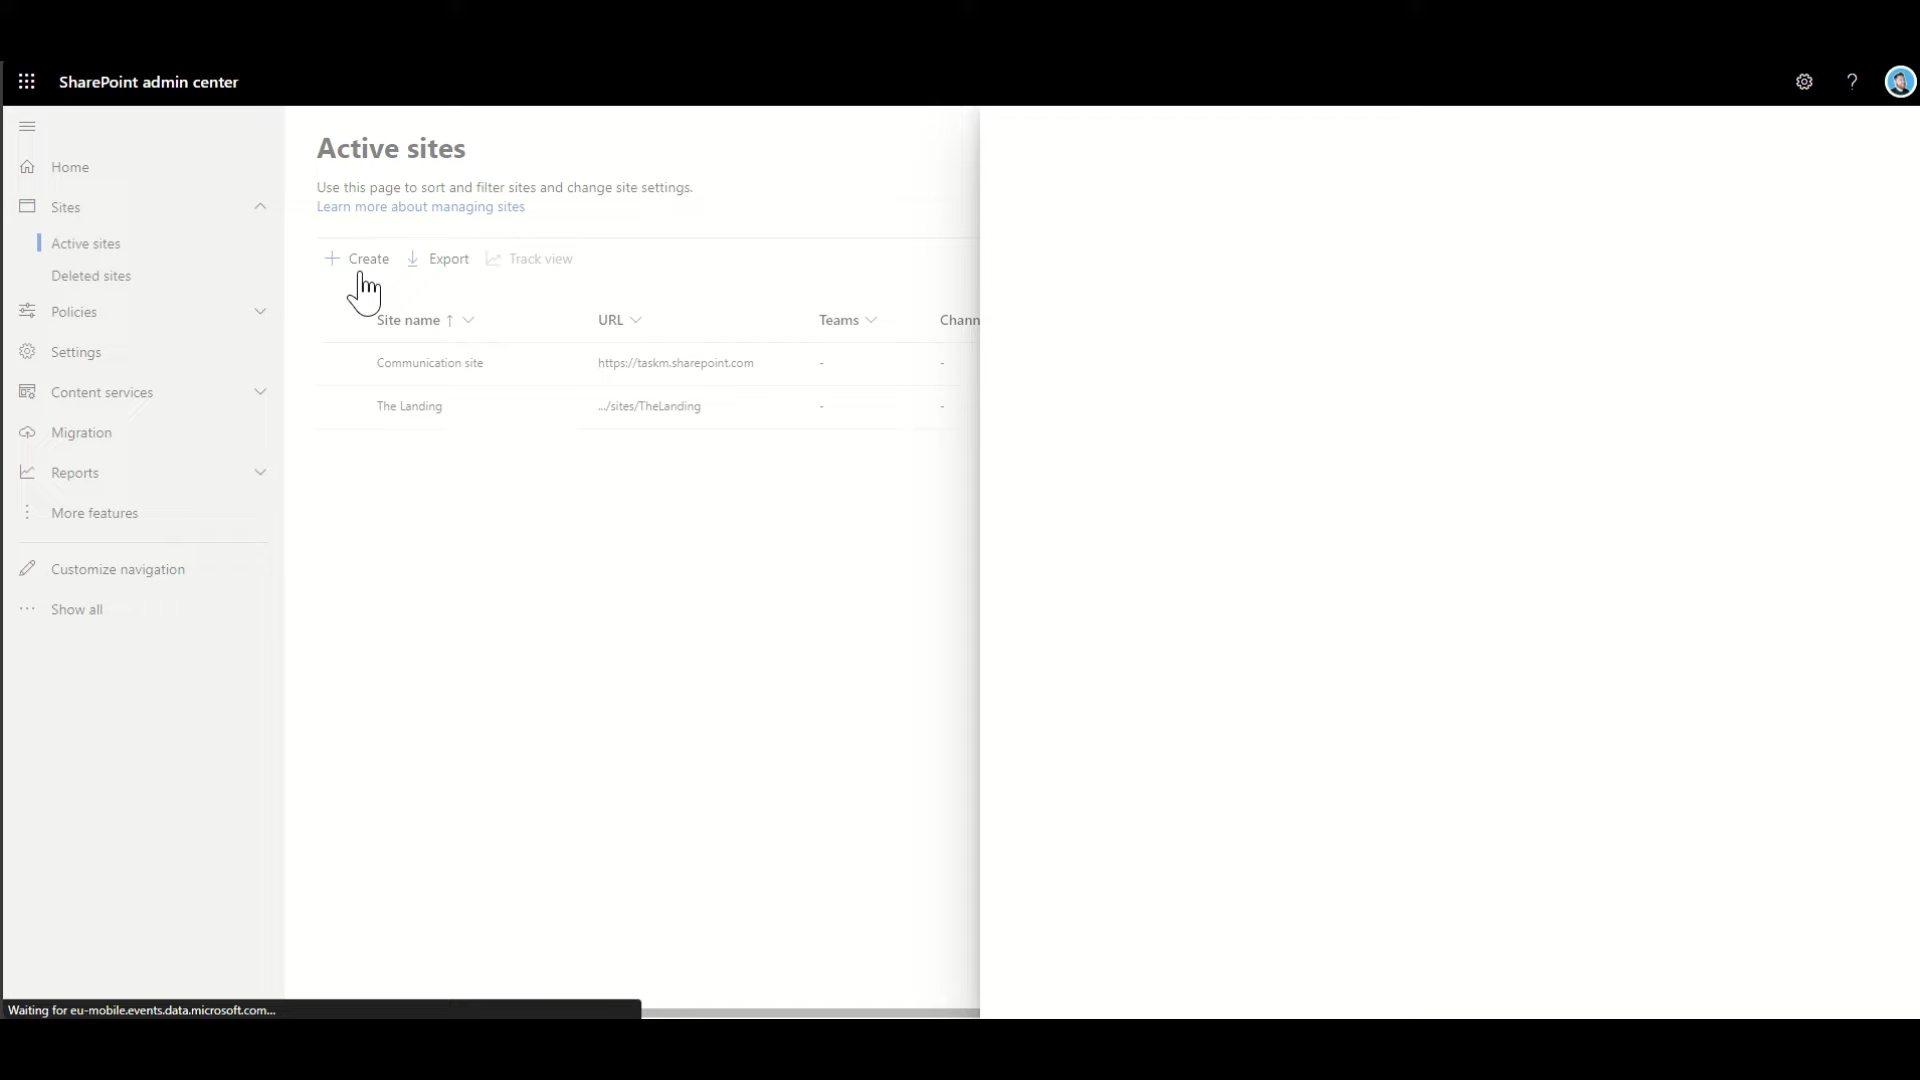 SharePoint admin center
?
Home
Sites
Active sites
Deleted sites
Policies
Settings
Content services
Migration
Reports
More features
Customize navigation
Show all
Active sites
Use this page to sort and filter sites and change site settings.
Learn more about managing sites
Create Export Track view
Site name ↑ URL Teams Chann
Communication site https://taskm.sharepoint.com - -
The Landing .../sites/TheLanding - -
Waiting for eu-mobile.events.data.microsoft.com...